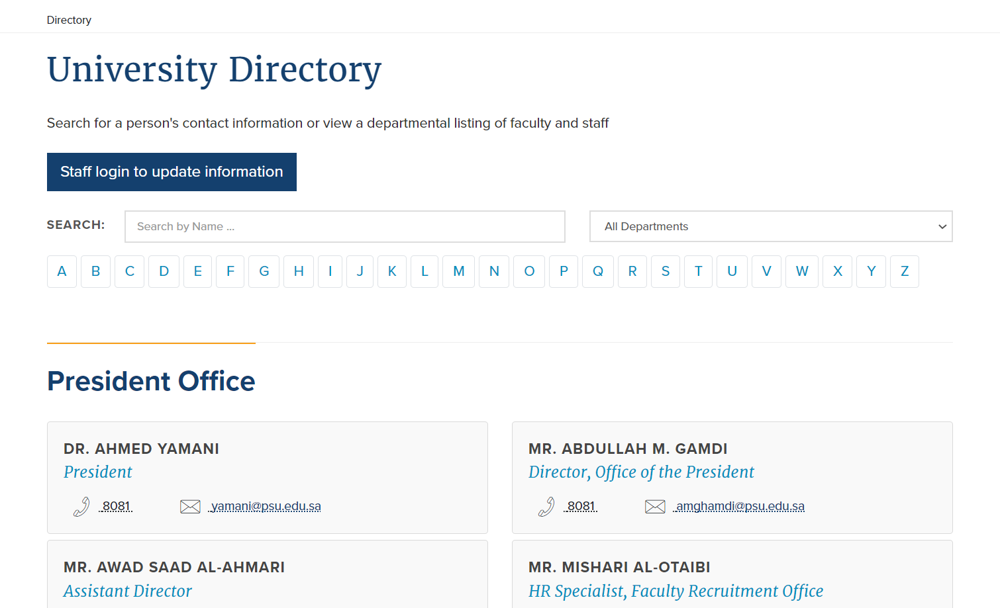 Directory
University Directory
Search for a person's contact information or view a departmental listing of faculty and staff
Staff login to update information
SEARCH:
Search by Name ...
All Departments
A B C D E F G H I J K L M N O P Q R S T U V W X Y Z
President Office
DR. AHMED YAMANI
President
8081
yamani@psu.edu.sa
MR. ABDULLAH M. GAMDI
Director, Office of the President
8081
amghamdi@psu.edu.sa
MR. AWAD SAAD AL-AHMARI
Assistant Director
MR. MISHARI AL-OTAIBI
HR Specialist, Faculty Recruitment Office